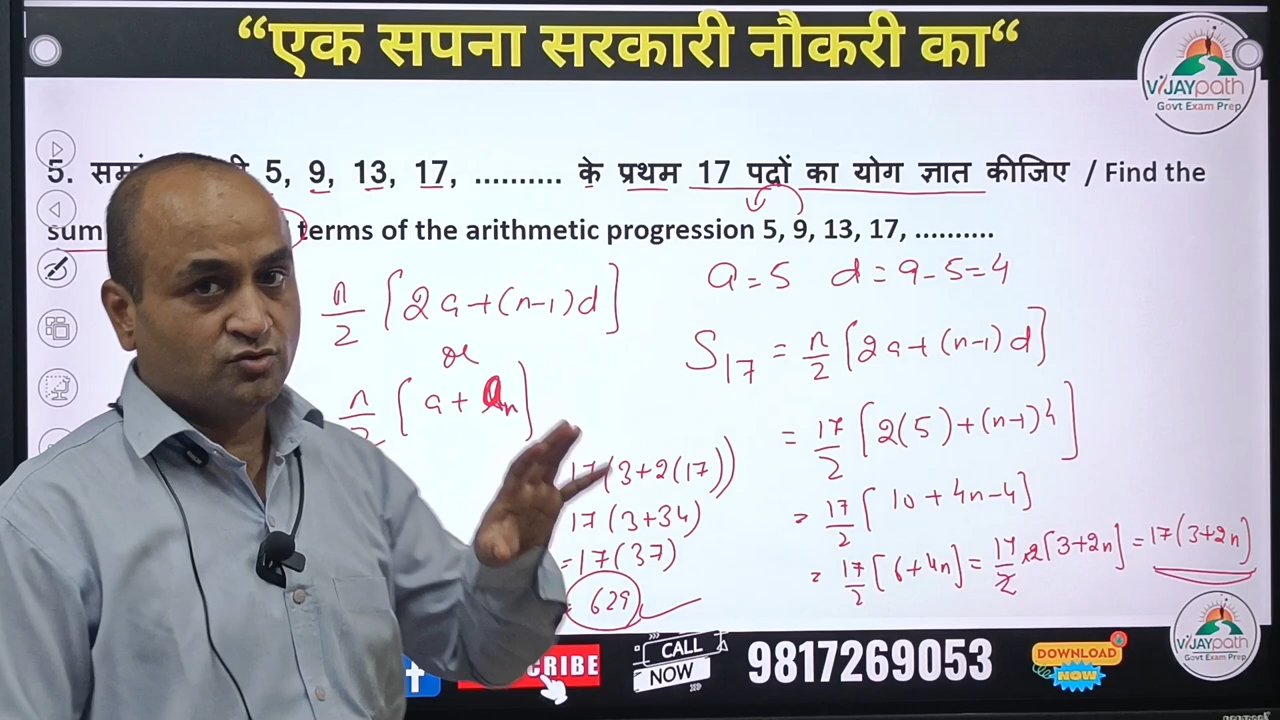 “एक सपना सरकारी नौकरी का“
VIJAYpath
Govt Exam Prep
5. 5, 9, 13, 17, .......... के प्रथम 17 पदों का योग ज्ञात कीजिए / Find the
sum terms of the arithmetic progression 5, 9, 13, 17, ..........
n/2 [2a+(n-1)d]
or
n/2 [a+an]
a=5 d=9-5=4
S17 = n/2 [2a+(n-1)d]
= 17/2 [2(5)+(n-1)4]
= 17/2 [10+4n-4]
= 17/2 [6+4n] = 17/2 x2[3+2n] = 17(3+2n)
17(3+2(17))
17(3+34)
=17(37)
629
f
CALL
NOW
9817269053
DOWNLOAD
NOW
VIJAYpath
Govt Exam Prep